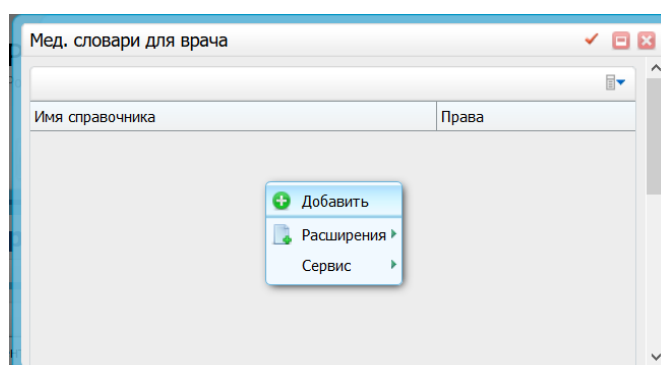 Мед. словари для врача
Имя справочника
Права
Добавить
Расширения
Сервис